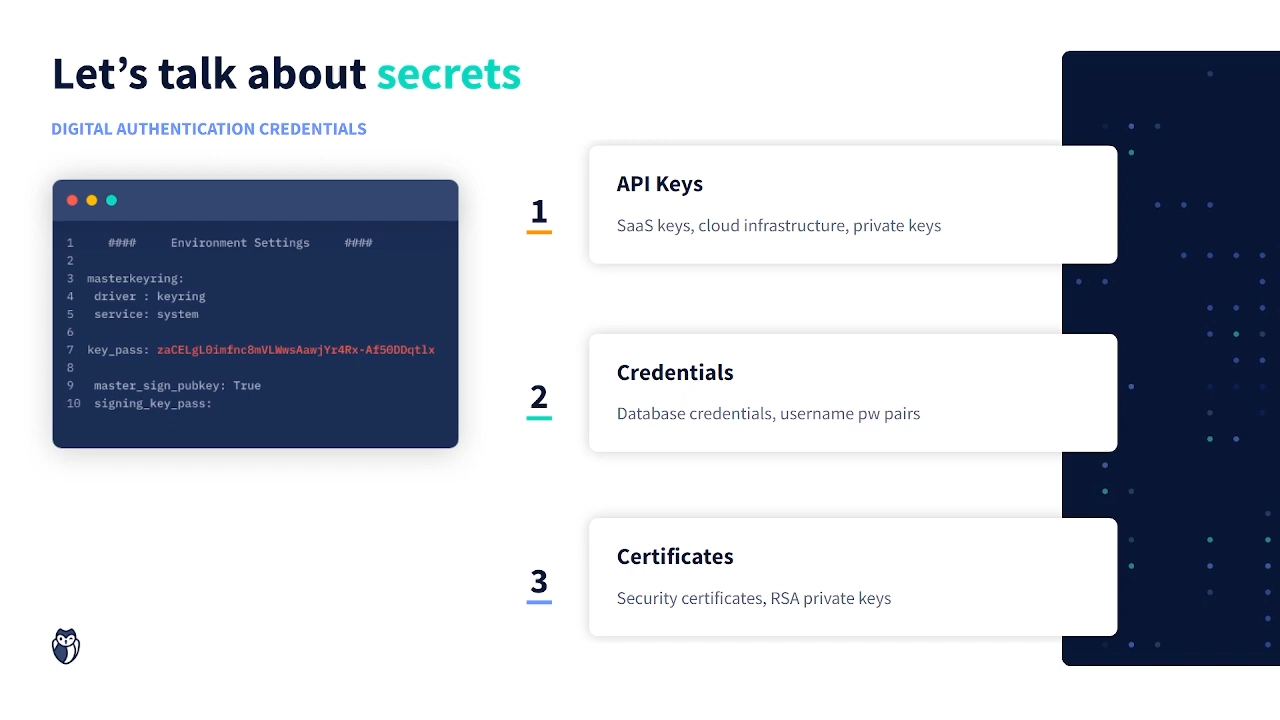 Let’s talk about secrets
DIGITAL AUTHENTICATION CREDENTIALS
1 #### Environment Settings ####
2
3 masterkeyring:
4 driver : keyring
5 service: system
6
7 key_pass: zaCELgL0imfnc8mVLWwsAawjYr4Rx-Af50DDqtlx
8
9 master_sign_pubkey: True
10 signing_key_pass:
1
API Keys
SaaS keys, cloud infrastructure, private keys
2
Credentials
Database credentials, username pw pairs
3
Certificates
Security certificates, RSA private keys